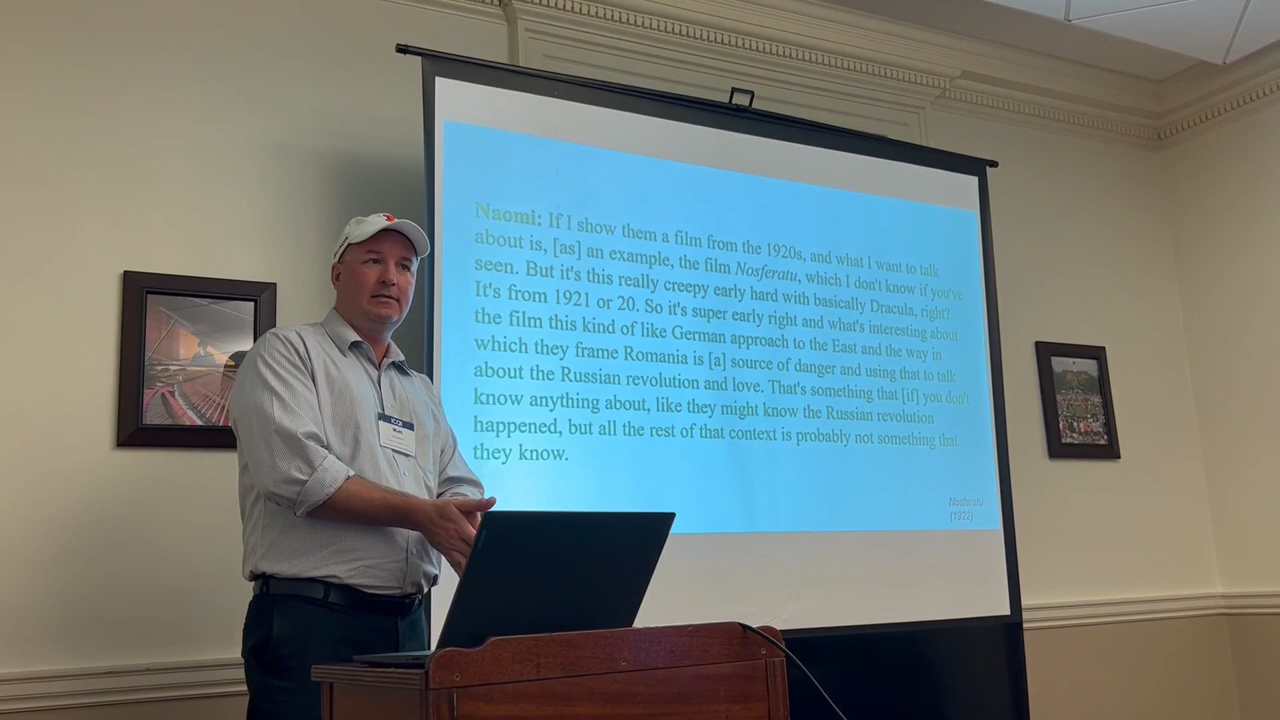 Naomi: If I show them a film from the 1920s, and what I want to talk
about is, [as] an example, the film Nosferatu, which I don't know if you've
seen. But it's this really creepy early hard with basically Dracula, right?
It's from 1921 or 20. So it's super early right and what's interesting about
the film this kind of like German approach to the East and the way in
which they frame Romania is [a] source of danger and using that to talk
about the Russian revolution and love. That's something that [if] you don't
know anything about, like they might know the Russian revolution
happened, but all the rest of that context is probably not something that
they know.
Nosferatu
(1922)
Matt